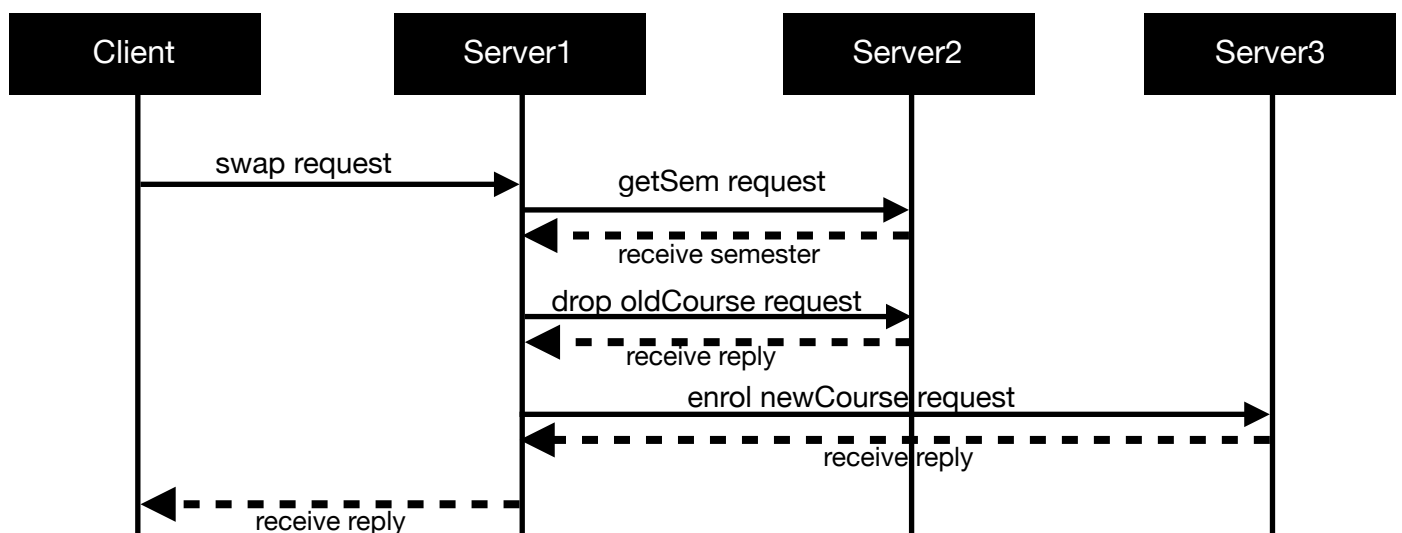 Client
Server1
Server2
Server3
swap request
getSem request
receive semester
drop oldCourse request
receive reply
enrol newCourse request
receive reply
receive reply